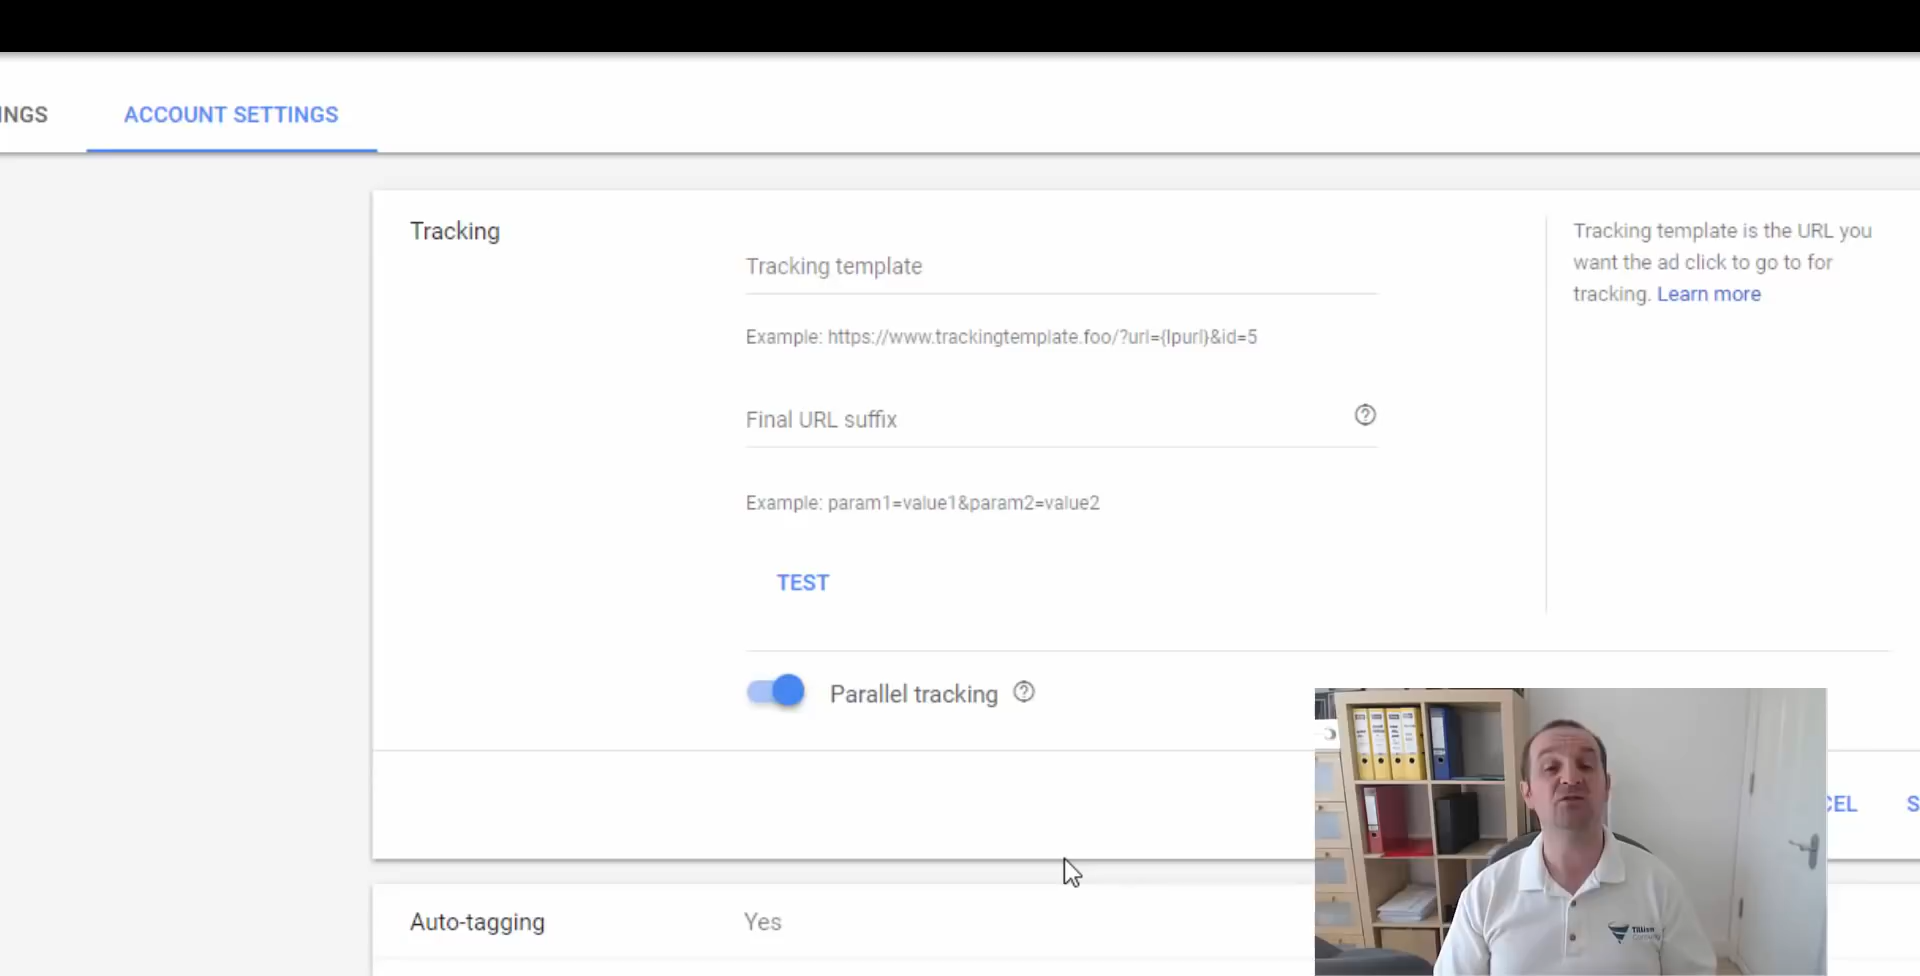 INGS
ACCOUNT SETTINGS
Tracking
Tracking template
Example: https://www.trackingtemplate.foo/?url={lpurl}&id=5
Final URL suffix
Example: param1=value1&param2=value2
TEST
Parallel tracking
Tracking template is the URL you
want the ad click to go to for
tracking. Learn more
CEL
S
Auto-tagging
Yes